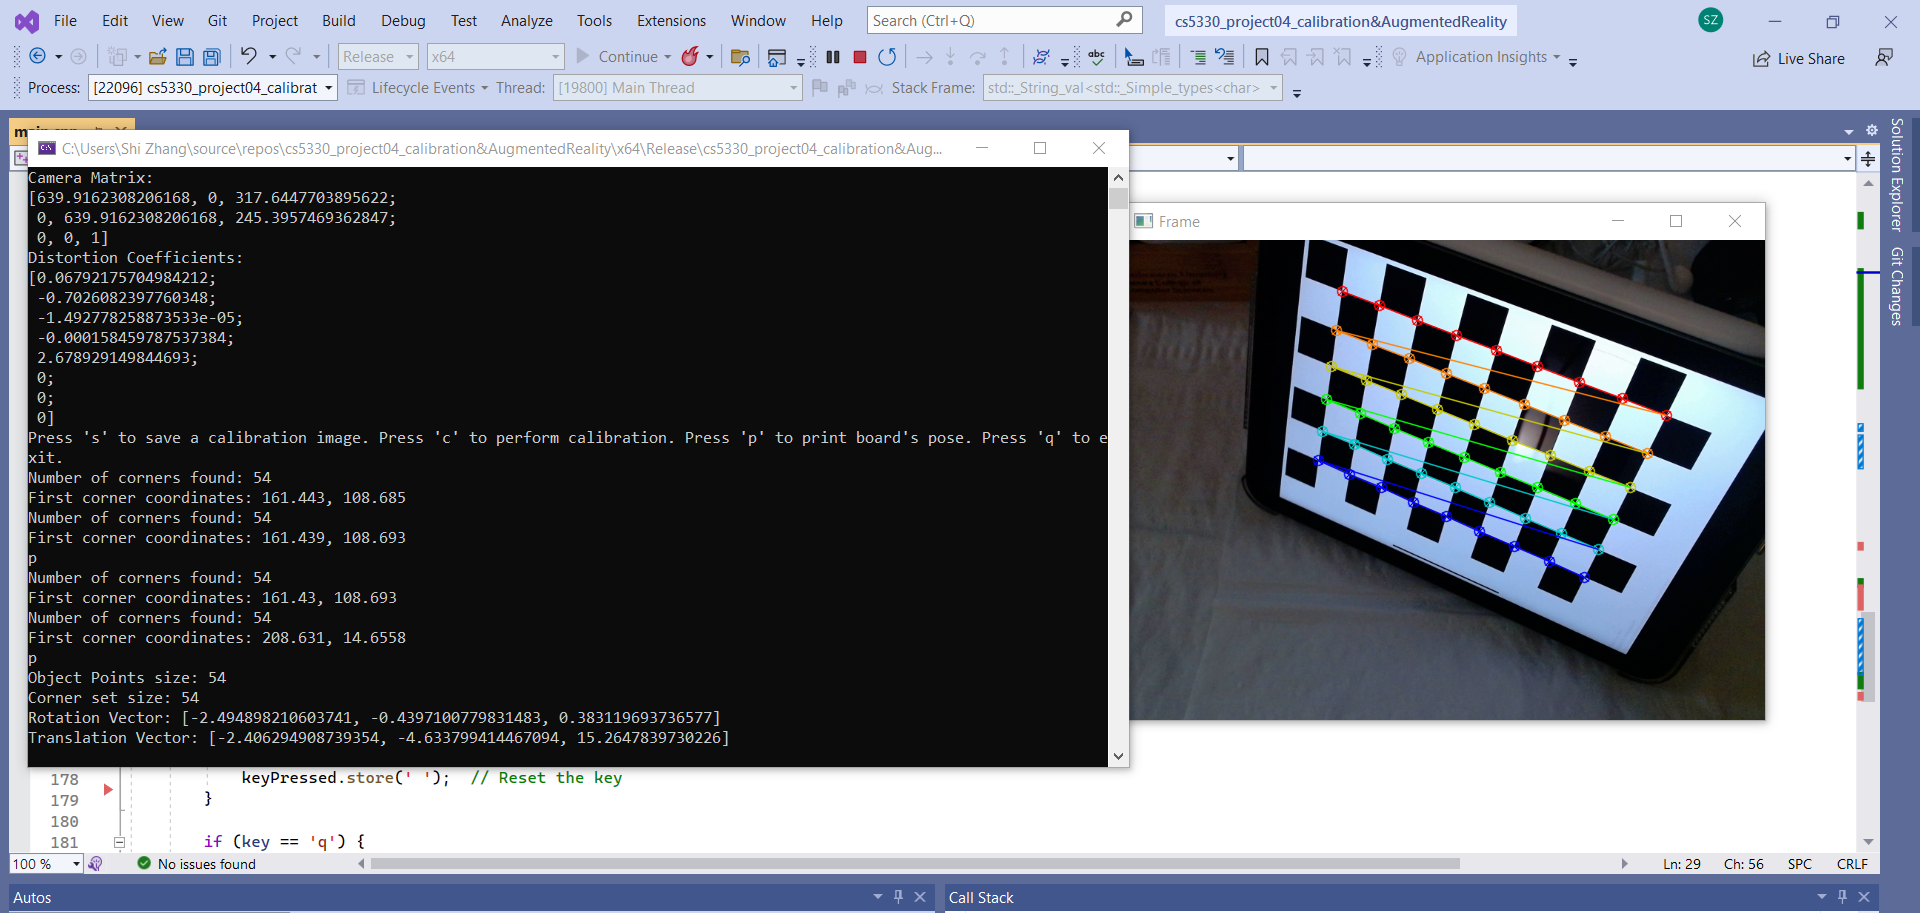 File Edit View Git Project Build Debug Test Analyze Tools Extensions Window Help Search (Ctrl+Q) cs5330_project04_calibration&AugmentedReality SZ
Release x64 Continue abc Application Insights Live Share
Process: [22096] cs5330_project04_calibrat Lifecycle Events Thread: [19800] Main Thread Stack Frame: std::_String_val<std::_Simple_types<char>
C:\Users\Shi Zhang\source\repos\cs5330_project04_calibration&AugmentedReality\x64\Release\cs5330_project04_calibration&Aug...
Camera Matrix:
[639.9162308206168, 0, 317.6447703895622;
0, 639.9162308206168, 245.3957469362847;
0, 0, 1]
Distortion Coefficients:
[0.06792175704984212;
-0.7026082397760348;
-1.492778258873533e-05;
-0.000158459787537384;
2.678929149844693;
0;
0;
0]
Press 's' to save a calibration image. Press 'c' to perform calibration. Press 'p' to print board's pose. Press 'q' to e
xit.
Number of corners found: 54
First corner coordinates: 161.443, 108.685
Number of corners found: 54
First corner coordinates: 161.439, 108.693
p
Number of corners found: 54
First corner coordinates: 161.43, 108.693
Number of corners found: 54
First corner coordinates: 208.631, 14.6558
p
Object Points size: 54
Corner set size: 54
Rotation Vector: [-2.494898210603741, -0.4397100779831483, 0.383119693736577]
Translation Vector: [-2.406294908739354, -4.633799414467094, 15.2647839730226]
Frame
Solution Explorer
Git Changes
178 keyPressed.store(' '); // Reset the key
179 }
180
181 if (key == 'q') {
100 % No issues found Ln: 29 Ch: 56 SPC CRLF
Autos Call Stack